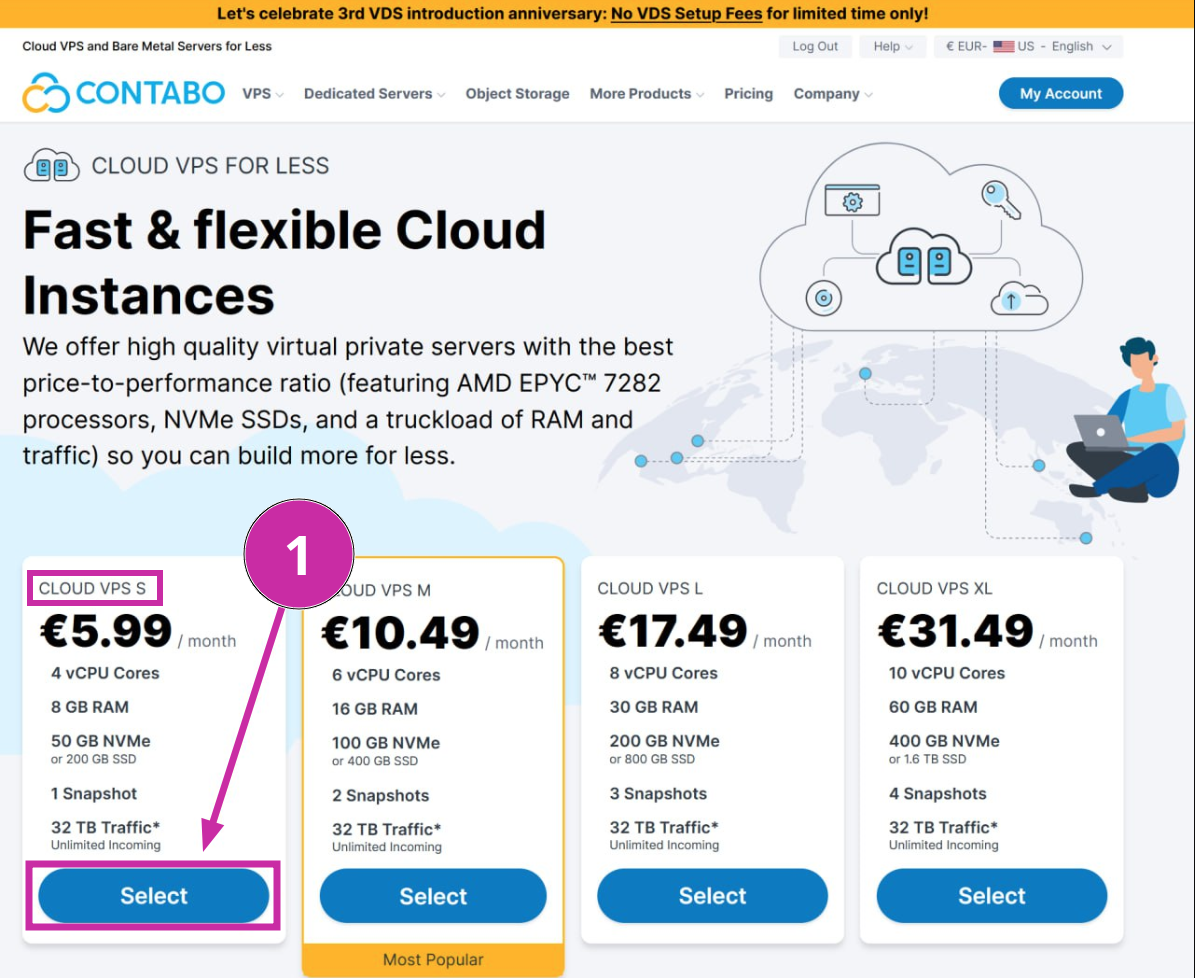 Let's celebrate 3rd VDS introduction anniversary: No VDS Setup Fees for limited time only!
Cloud VPS and Bare Metal Servers for Less
Log Out
Help
€ EUR- US - English
CONTABO
VPS
Dedicated Servers
Object Storage
More Products
Pricing
Company
My Account
CLOUD VPS FOR LESS
Fast & flexible Cloud
Instances
We offer high quality virtual private servers with the best
price-to-performance ratio (featuring AMD EPYC™ 7282
processors, NVMe SSDs, and a truckload of RAM and
traffic) so you can build more for less.
1
CLOUD VPS S
€5.99 / month
4 vCPU Cores
8 GB RAM
50 GB NVMe
or 200 GB SSD
1 Snapshot
32 TB Traffic*
Unlimited Incoming
Select
OUD VPS M
€10.49 / month
6 vCPU Cores
16 GB RAM
100 GB NVMe
or 400 GB SSD
2 Snapshots
32 TB Traffic*
Unlimited Incoming
Select
Most Popular
CLOUD VPS L
€17.49 / month
8 vCPU Cores
30 GB RAM
200 GB NVMe
or 800 GB SSD
3 Snapshots
32 TB Traffic*
Unlimited Incoming
Select
CLOUD VPS XL
€31.49 / month
10 vCPU Cores
60 GB RAM
400 GB NVMe
or 1.6 TB SSD
4 Snapshots
32 TB Traffic*
Unlimited Incoming
Select